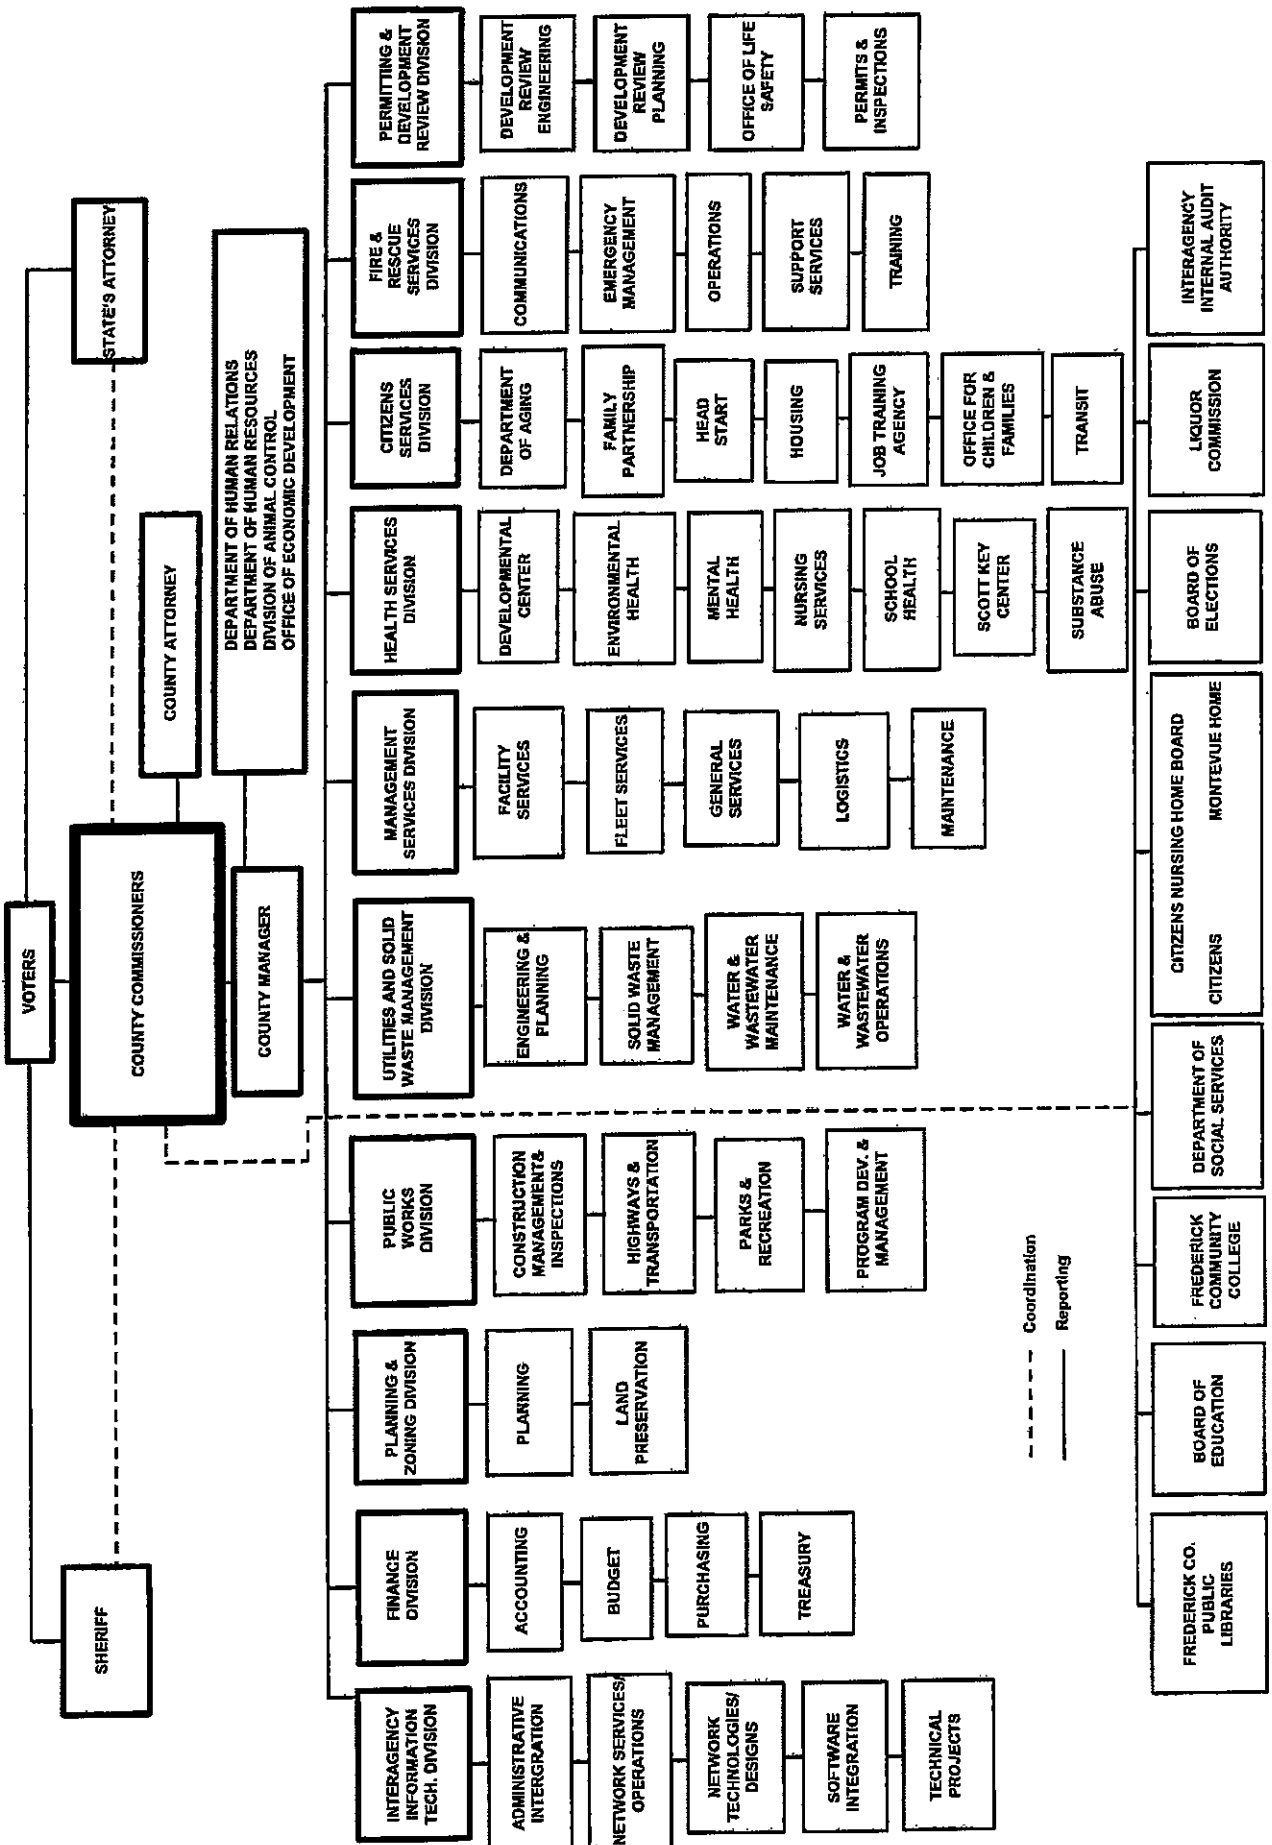 VOTERS
SHERIFF
STATE'S ATTORNEY
COUNTY COMMISSIONERS
COUNTY ATTORNEY
COUNTY MANAGER
DEPARTMENT OF HUMAN RELATIONS
DEPARTMENT OF HUMAN RESOURCES
DIVISION OF ANIMAL CONTROL
OFFICE OF ECONOMIC DEVELOPMENT
INTERAGENCY
INFORMATION
TECH. DIVISION
ADMINISTRATIVE
INTERGRATION
NETWORK SERVICES/
OPERATIONS
NETWORK
TECHNOLOGIES/
DESIGNS
SOFTWARE
INTEGRATION
TECHNICAL
PROJECTS
FINANCE
DIVISION
ACCOUNTING
BUDGET
PURCHASING
TREASURY
PLANNING &
ZONING DIVISION
PLANNING
LAND
PRESERVATION
PUBLIC
WORKS
DIVISION
CONSTRUCTION
MANAGEMENT&
INSPECTIONS
HIGHWAYS &
TRANSPORTATION
PARKS &
RECREATION
PROGRAM DEV. &
MANAGEMENT
UTILITIES AND SOLID
WASTE MANAGEMENT
DIVISION
ENGINEERING &
PLANNING
SOLID WASTE
MANAGEMENT
WATER &
WASTEWATER
MAINTENANCE
WATER &
WASTEWATER
OPERATIONS
MANAGEMENT
SERVICES DIVISION
FACILITY
SERVICES
FLEET SERVICES
GENERAL
SERVICES
LOGISTICS
MAINTENANCE
HEALTH SERVICES
DIVISION
DEVELOPMENTAL
CENTER
ENVIRONMENTAL
HEALTH
MENTAL
HEALTH
NURSING
SERVICES
SCHOOL
HEALTH
SCOTT KEY
CENTER
SUBSTANCE
ABUSE
CITIZENS
SERVICES
DIVISION
DEPARTMENT
OF AGING
FAMILY
PARTNERSHIP
HEAD
START
HOUSING
JOB TRAINING
AGENCY
OFFICE FOR
CHILDREN &
FAMILIES
TRANSIT
FIRE &
RESCUE
SERVICES
DIVISION
COMMUNICATIONS
EMERGENCY
MANAGEMENT
OPERATIONS
SUPPORT
SERVICES
TRAINING
PERMITTING &
DEVELOPMENT
REVIEW DIVISION
DEVELOPMENT
REVIEW
ENGINEERING
DEVELOPMENT
REVIEW
PLANNING
OFFICE OF LIFE
SAFETY
PERMITS &
INSPECTIONS
Coordination
Reporting
FREDERICK CO.
PUBLIC
LIBRARIES
BOARD OF
EDUCATION
FREDERICK
COMMUNITY
COLLEGE
DEPARTMENT OF
SOCIAL SERVICES
CITIZENS NURSING HOME BOARD
CITIZENS MONTEVUE HOME
BOARD OF
ELECTIONS
LIQUOR
COMMISSION
INTERAGENCY
INTERNAL AUDIT
AUTHORITY